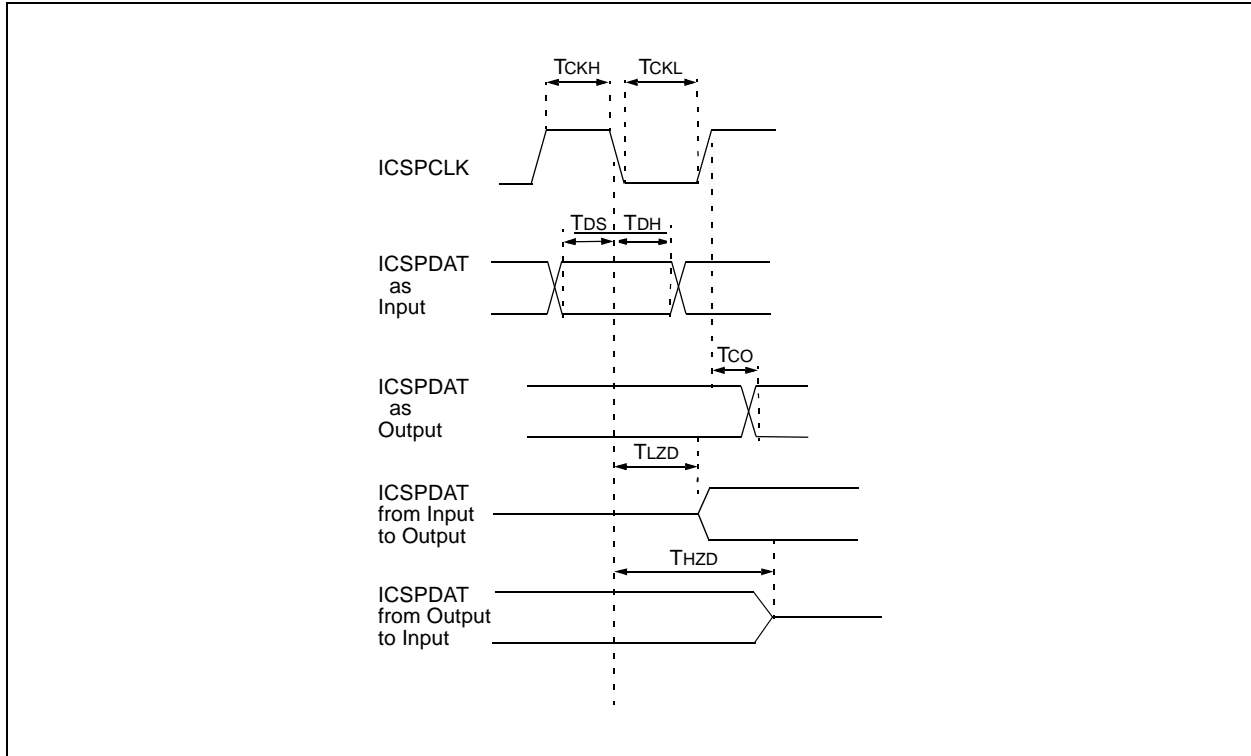 TCKH TCKL
ICSPCLK
TDS TDH
ICSPDAT
as
Input
TCO
ICSPDAT
as
Output
TLZD
ICSPDAT
from Input
to Output
THZD
ICSPDAT
from Output
to Input